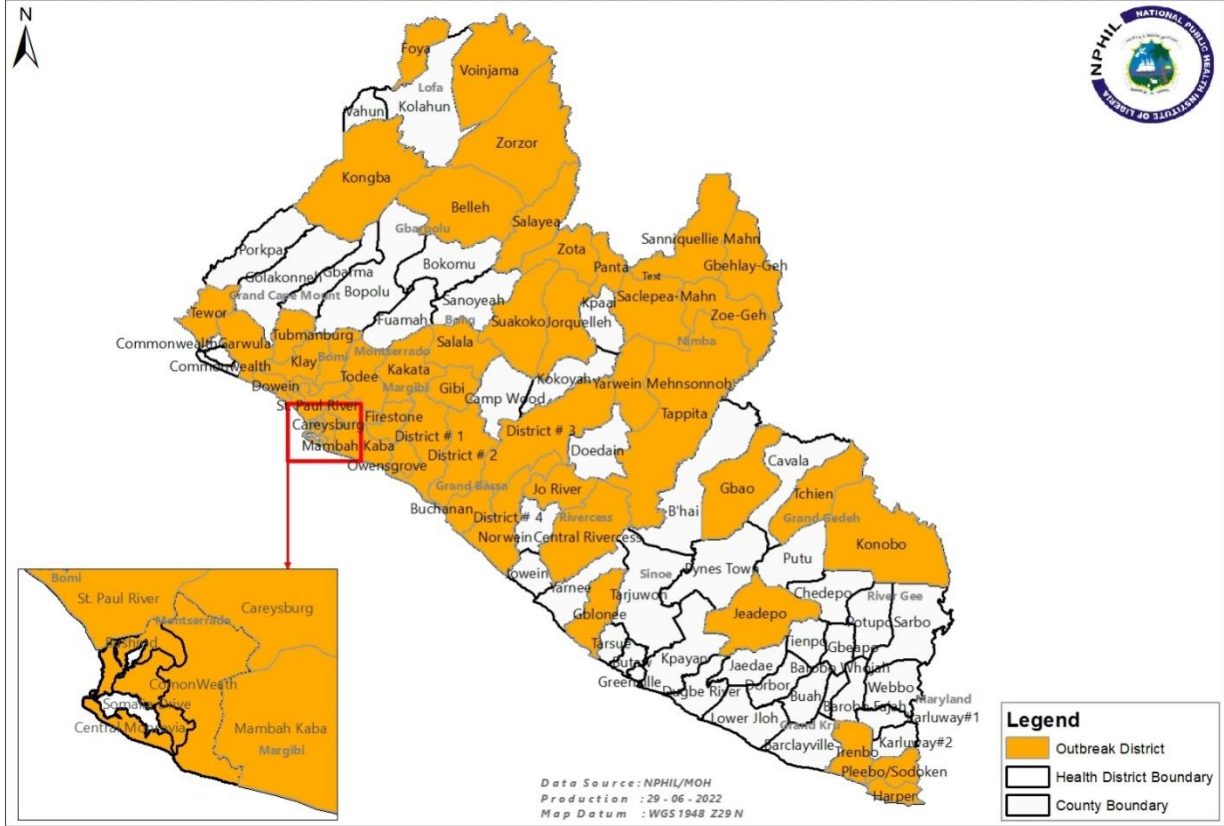 N
NPHIL
NATIONAL PUBLIC HEALTH INSTITUTE OF LIBERIA
Foya
Voinjama
Lofa
Kolahun
Vahun
Zorzor
Kongba
Belleh
Salayea
Gbarpolu
Zota
Sanniquellie Mahn
Porkpa
Bokomu
Panta
Gbehlay-Geh
Golakonneh
Gbarma
Text
Grand Cape Mount
Bopolu
Sanoyeah
Kpaai
Saclepea-Mahn
Tewor
Fuamah
Bong
Suakoko
Jorquelleh
Zoe-Geh
Tubmanburg
Nimba
Commonwealth
Garwula
Salala
Klay
Bomi
Montserrado
Commonwealth
Todee
Kakata
Kokoyah
Dowein
Margibi
Gibi
Camp Wood
Yarwein Mehnsonnoh
St. Paul River
Firestone
Tappita
Careysburg
District # 1
District # 3
Mambah Kaba
District # 2
Doedain
Owensgrove
Cavala
Grand Bassa
Jo River
Gbao
Tchien
Buchanan
District # 4
Rivercess
B'hai
Grand Gedeh
Norwein
Central Rivercess
Konobo
Jowein
Sinoe
Pynes Town
Putu
Yarnee
Tarjuwon
Chedepo
River Gee
Gblonee
Jeadepo
Potupo
Sarbo
Tarsue
Tienpo
Gbeapo
Butaw
Kpayan
Jaedae
Barobo Whojah
Greenville
Dugbe River
Dorbor
Buah
Webbo
Lower Jloh
Barobo Fajah
Maryland
Grand Kru
Karluway#1
Barclayville
Trenbo
Karluway#2
Pleebo/Sodoken
Harper
Bomi
St. Paul River
Careysburg
Montserrado
Bushrod
ComonWeath
Somalia Drive
Central Monrovia
Mambah Kaba
Margibi
Data Source: NPHIL/MOH
Production : 29 - 06 - 2022
Map Datum : WGS 1948 Z29 N
Legend
Outbreak District
Health District Boundary
County Boundary